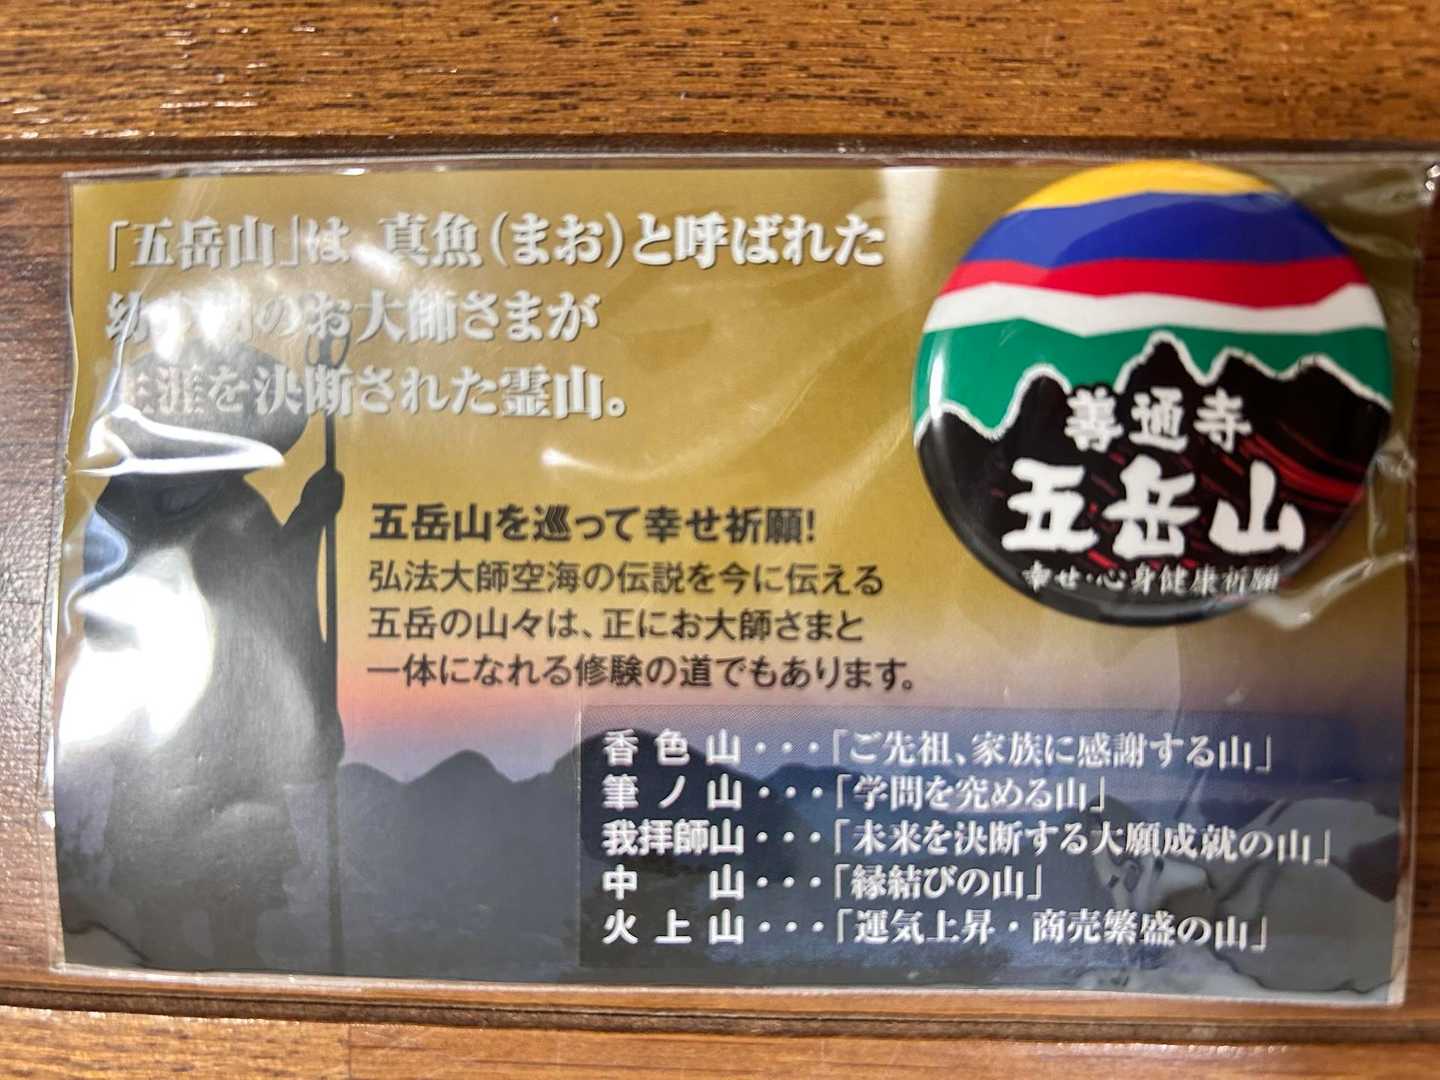 「五岳山」は 真魚(まお)と呼ばれた
幼少期のお大師さまが
生涯を決断された霊山。
善通寺
五岳山
幸せ・心身健康祈願
五岳山を巡って幸せ祈願!
弘法大師空海の伝説を今に伝える
五岳の山々は、正にお大師さまと
一体になれる修験の道でもあります。
香色山・・・「ご先祖、家族に感謝する山」
筆ノ山・・・「学問を究める山」
我拝師山・・・「未来を決断する大願成就の山」
中山・・・「縁結びの山」
火上山・・・「運気上昇・商売繁盛の山」